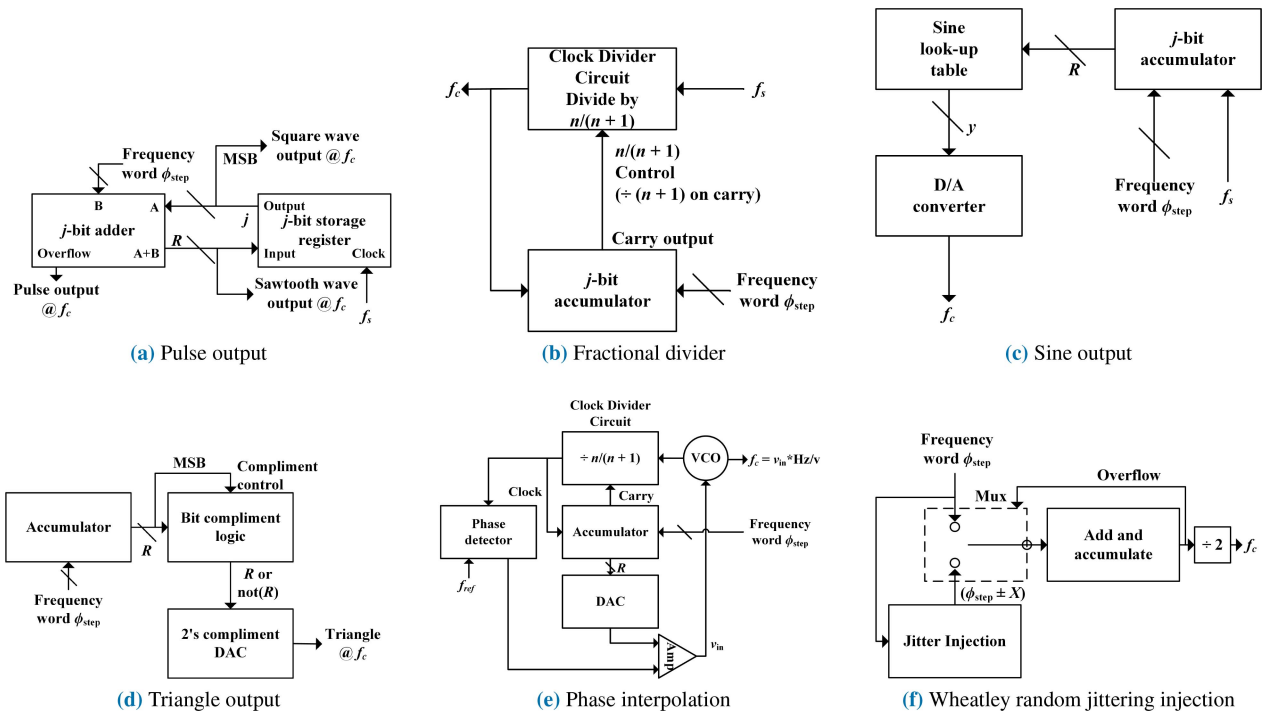 Frequency
word ϕstep
MSB
Square wave
output @ fc
B
A
j-bit adder
Overflow
A+B
j
R
Output
j-bit storage
register
Input
Clock
Pulse output
@ fc
Sawtooth wave
output @ fc
fs
(a) Pulse output
Clock Divider
Circuit
Divide by
n/(n + 1)
fc
fs
n/(n + 1)
Control
(÷ (n + 1) on carry)
Carry output
j-bit
accumulator
Frequency
word ϕstep
(b) Fractional divider
Sine
look-up
table
R
j-bit
accumulator
y
D/A
converter
Frequency
word ϕstep
fs
fc
(c) Sine output
MSB
Compliment
control
Accumulator
R
Bit compliment
logic
Frequency
word ϕstep
R or
not(R)
2's compliment
DAC
Triangle
@ fc
(d) Triangle output
Clock Divider
Circuit
÷ n/(n + 1)
VCO
fc = vin*Hz/v
Clock
Carry
Phase
detector
Accumulator
Frequency
word ϕstep
fref
R
DAC
Amp
vin
(e) Phase interpolation
Frequency
word ϕstep
Mux
Overflow
Add and
accumulate
÷ 2
fc
(ϕstep ± X)
Jitter Injection
(f) Wheatley random jittering injection